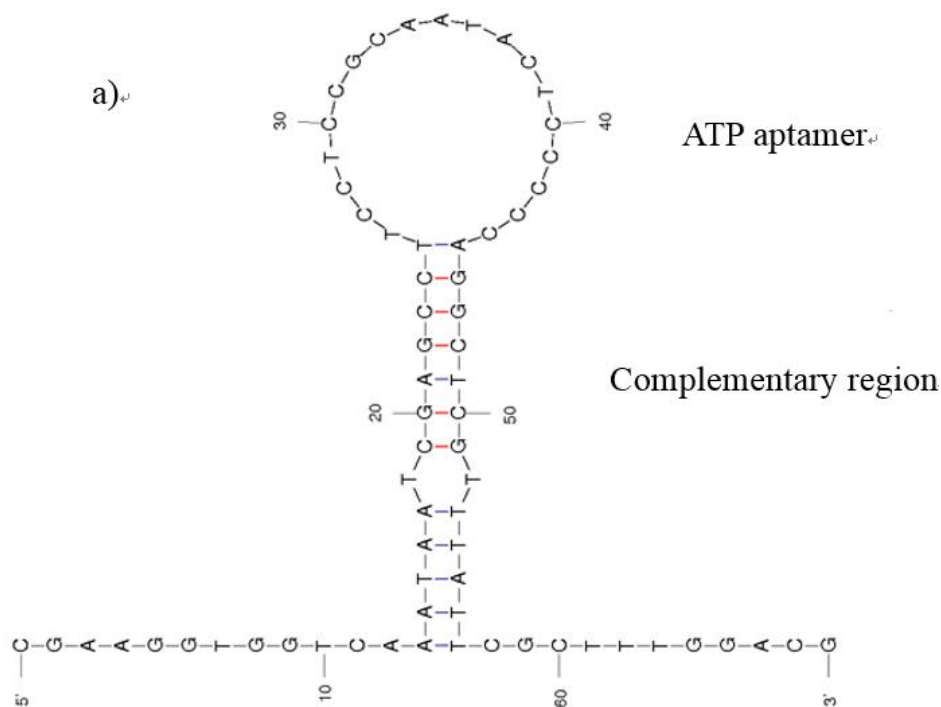 a)
ATP aptamer
Complementary region
5'
C G A A G G T G G T C A A
A T A A T C G A G C C T
T C C T C C G C A A T A C T C C C C C
A G G C T C G T T T A T
T C G C T T T G G A C G
3'
10
20
30
40
50
60